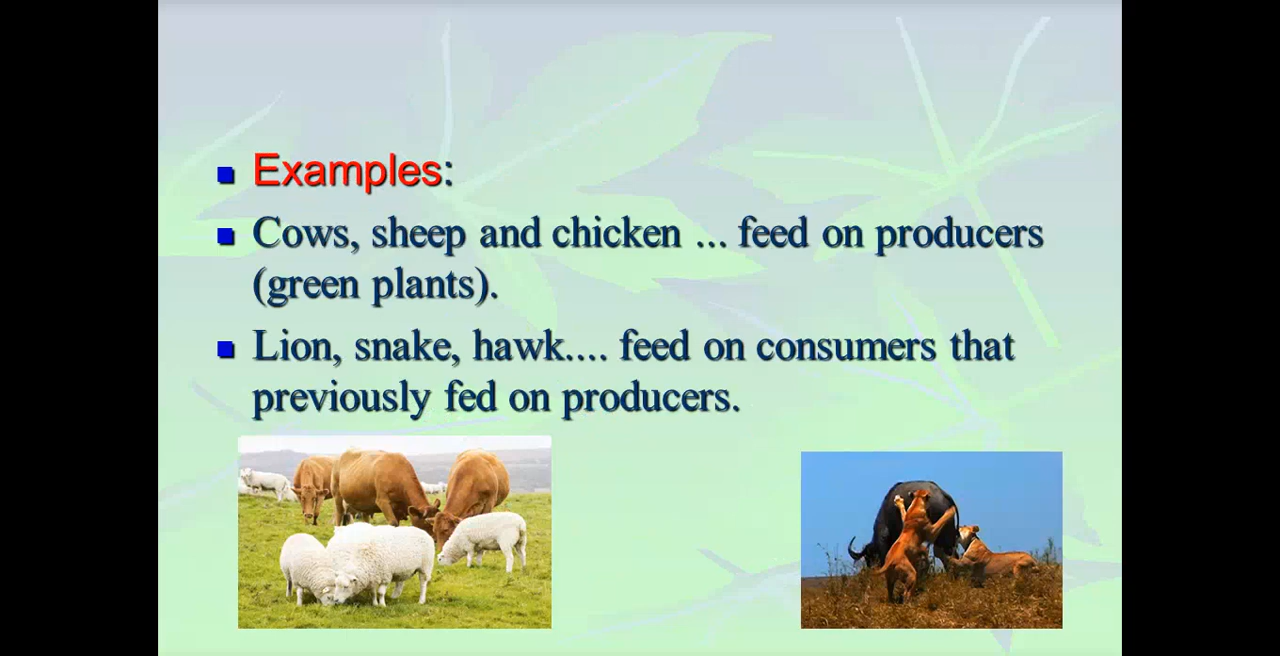 Examples:
Cows, sheep and chicken ... feed on producers
(green plants).
Lion, snake, hawk.... feed on consumers that
previously fed on producers.